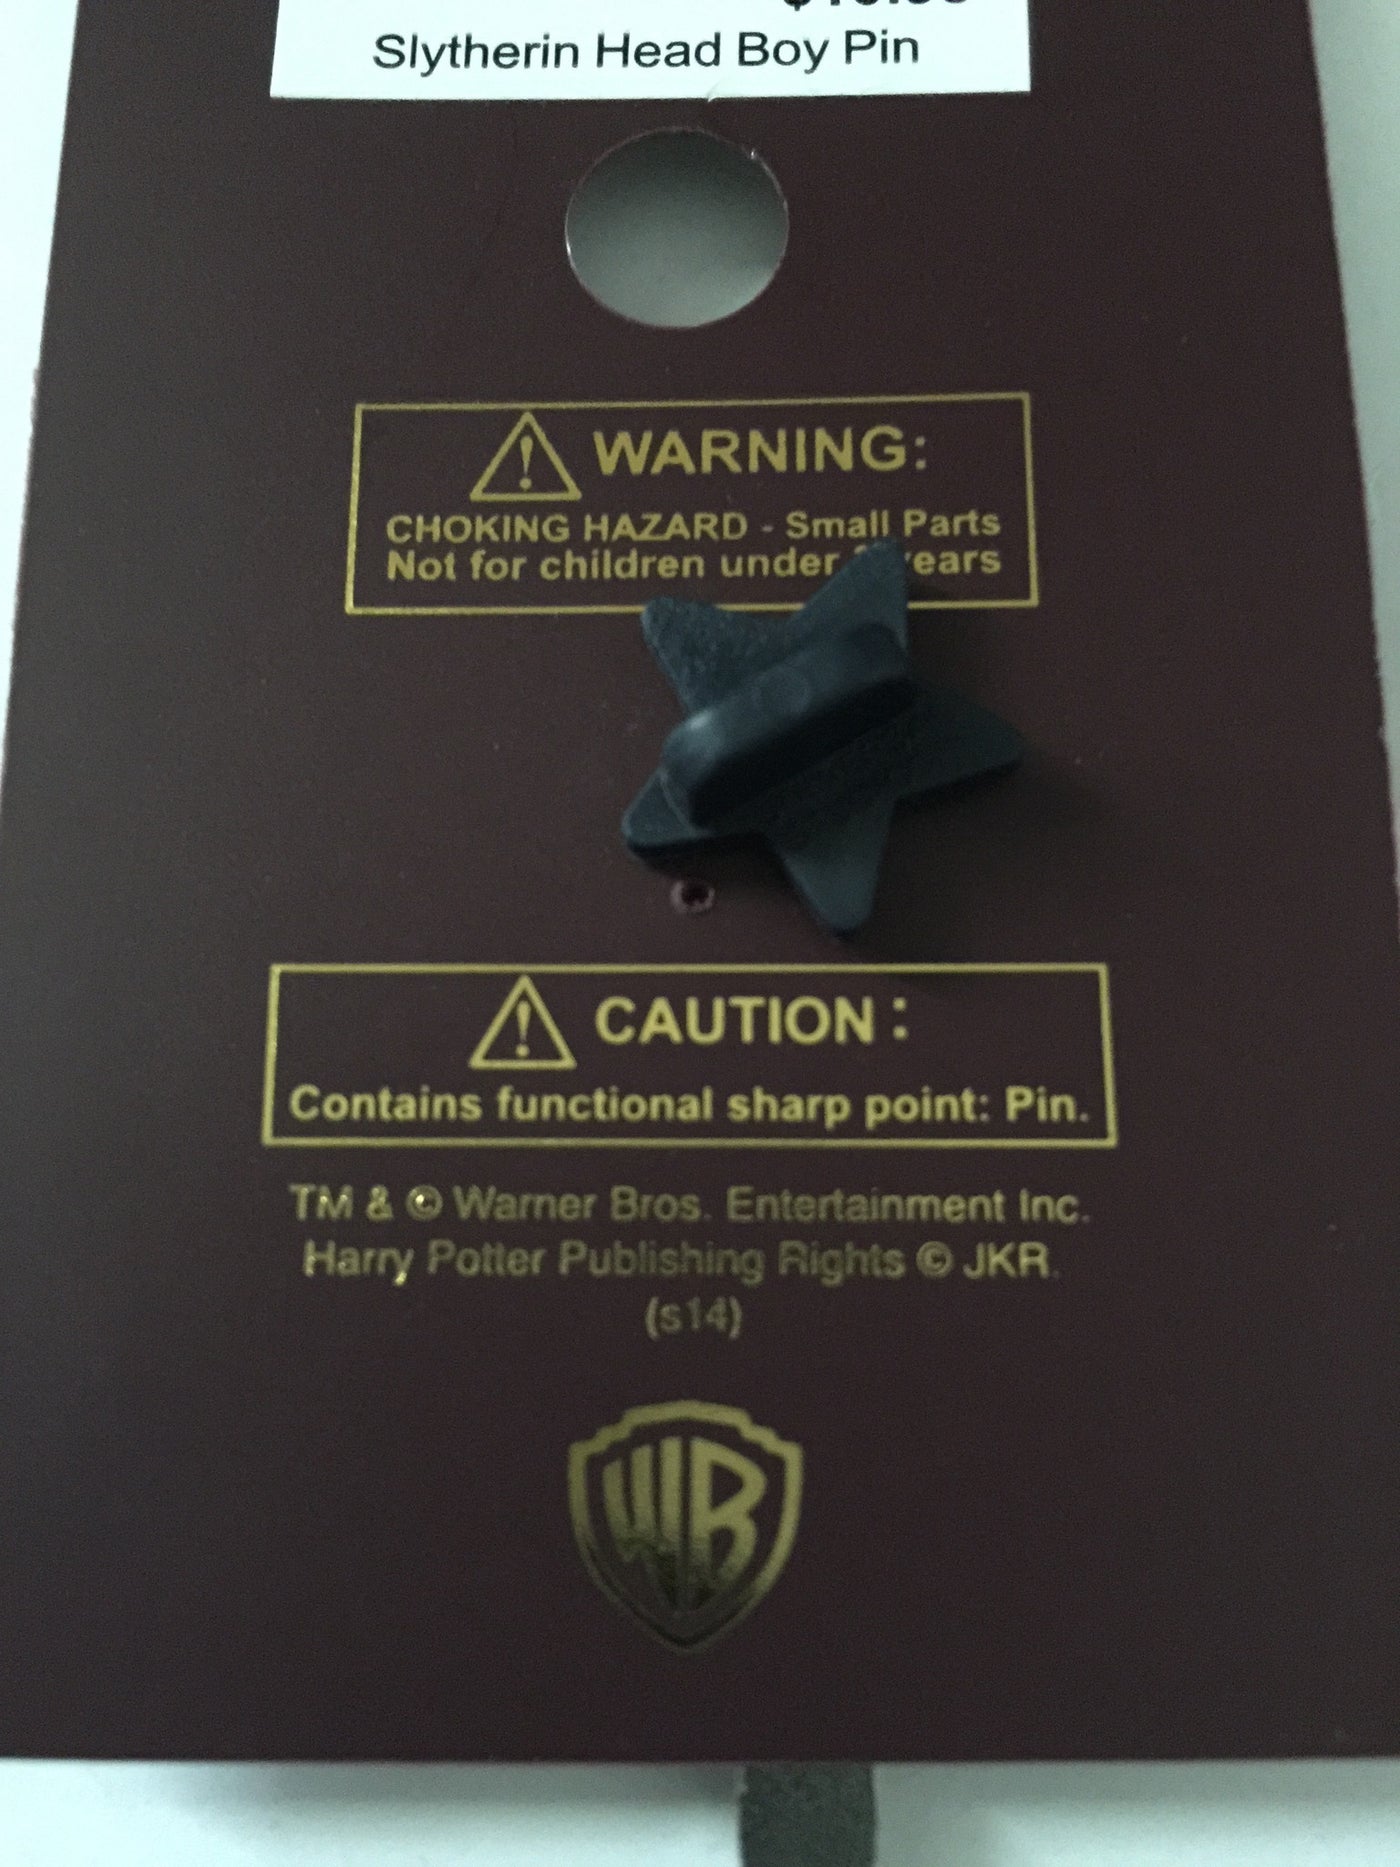 Slytherin Head Boy Pin
WARNING:
CHOKING HAZARD - Small Parts
Not for children under years
CAUTION:
Contains functional sharp point: Pin.
TM & © Warner Bros. Entertainment Inc.
Harry Potter Publishing Rights © JKR.
(s14)
WB